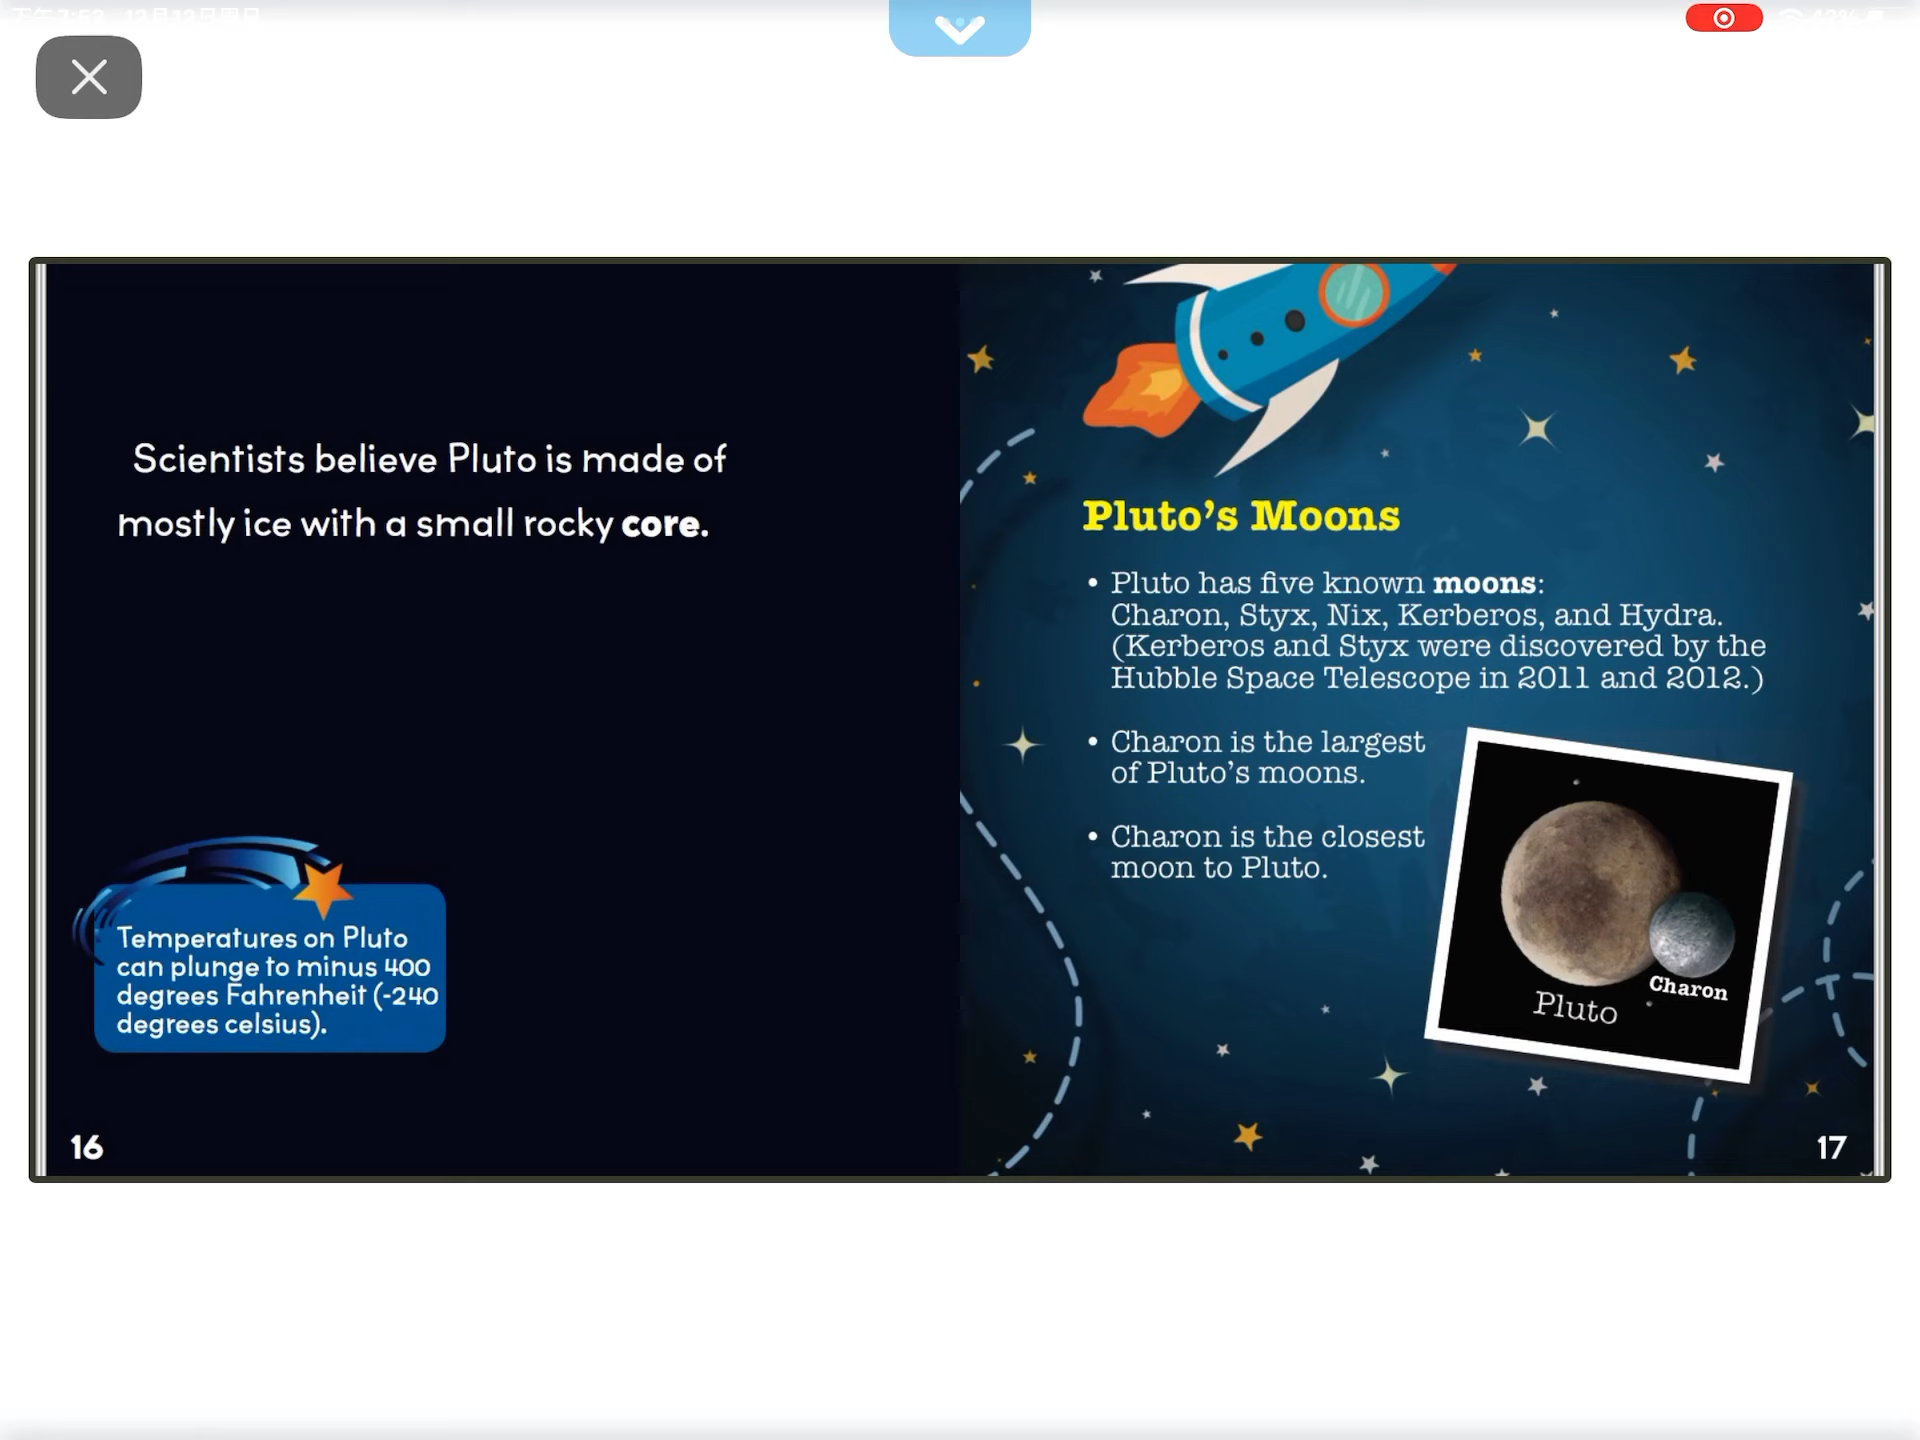 Scientists believe Pluto is made of
mostly ice with a small rocky core.
Temperatures on Pluto
can plunge to minus 400
degrees Fahrenheit (-240
degrees celsius).
16
Pluto's Moons
• Pluto has five known moons:
Charon, Styx, Nix, Kerberos, and Hydra.
(Kerberos and Styx were discovered by the
Hubble Space Telescope in 2011 and 2012.)
• Charon is the largest
of Pluto's moons.
• Charon is the closest
moon to Pluto.
Charon
Pluto
17